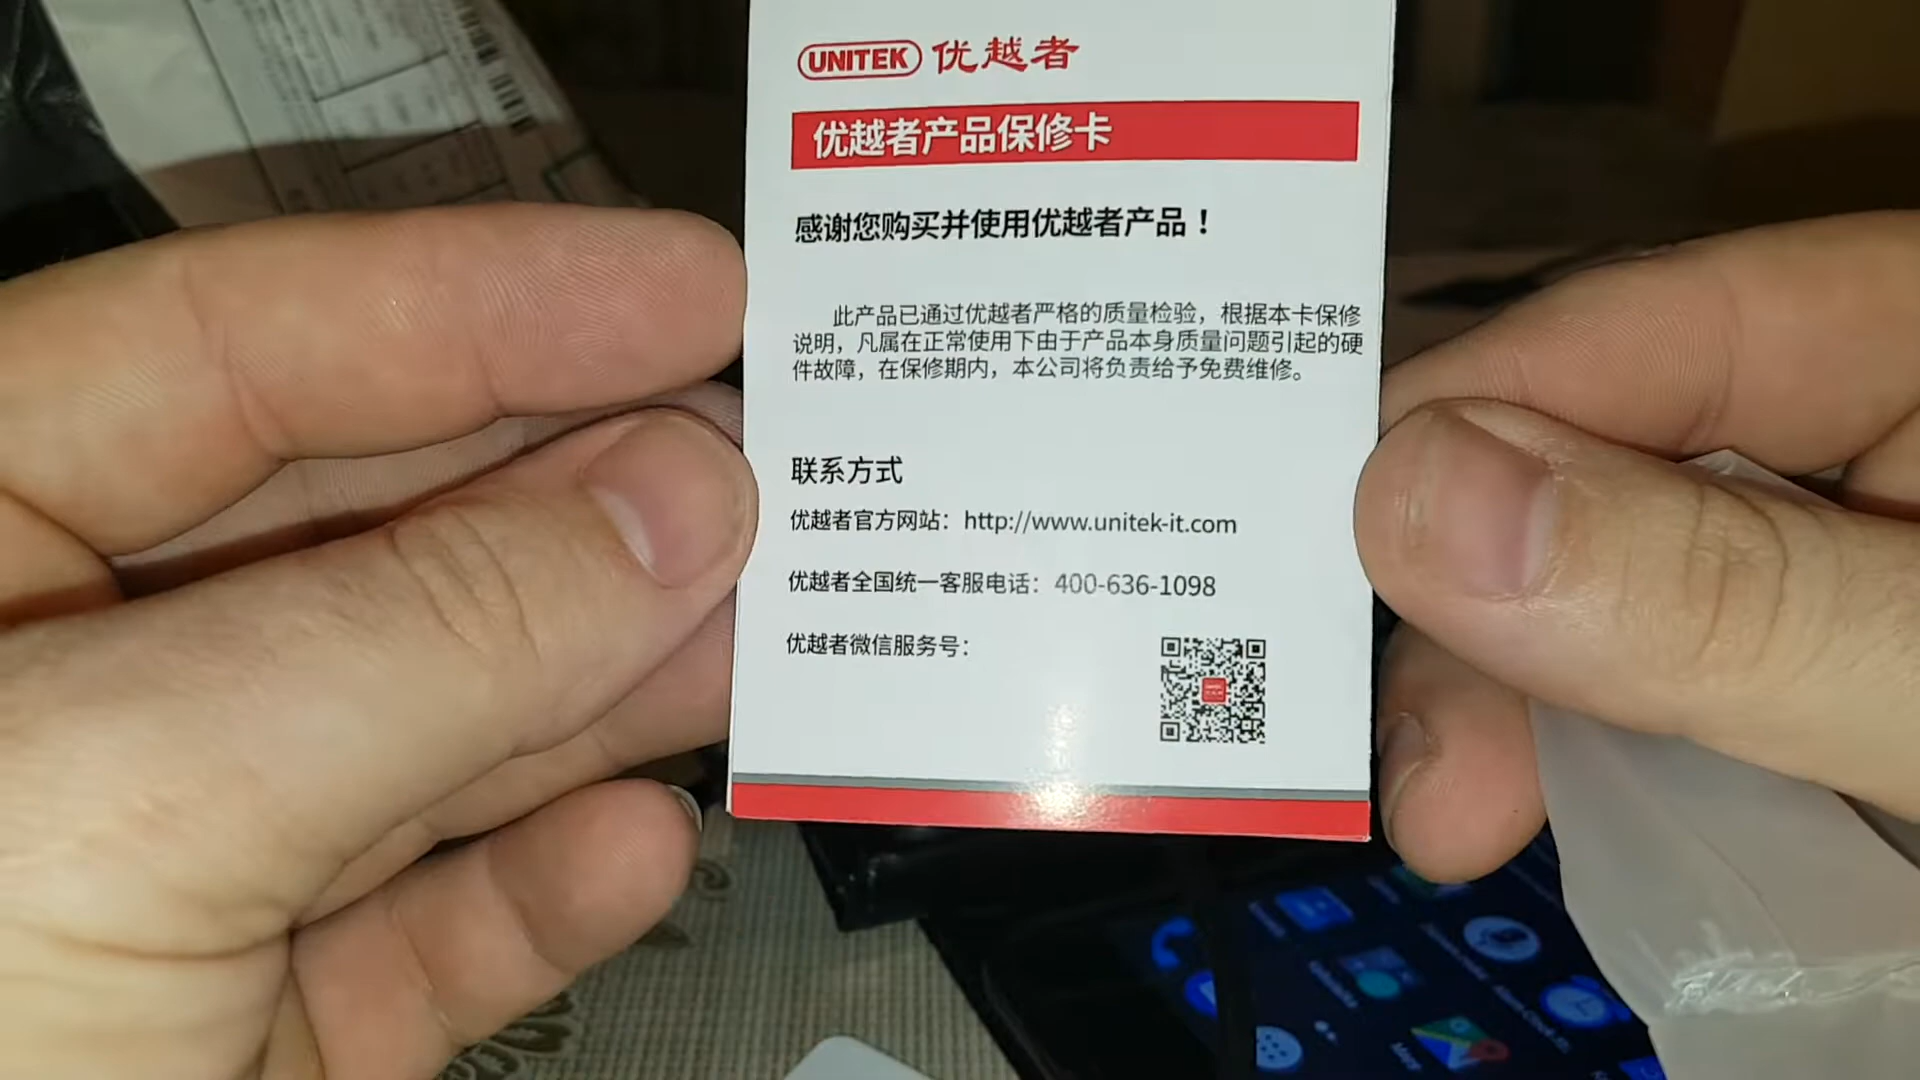 UNITEK 优越者
优越者产品保修卡
感谢您购买并使用优越者产品！
此产品已通过优越者严格的质量检验，根据本卡保修
说明，凡属在正常使用下由于产品本身质量问题引起的硬
件故障，在保修期内，本公司将负责给予免费维修。
联系方式
优越者官方网站：http://www.unitek-it.com
优越者全国统一客服电话：400-636-1098
优越者微信服务号：
Maps